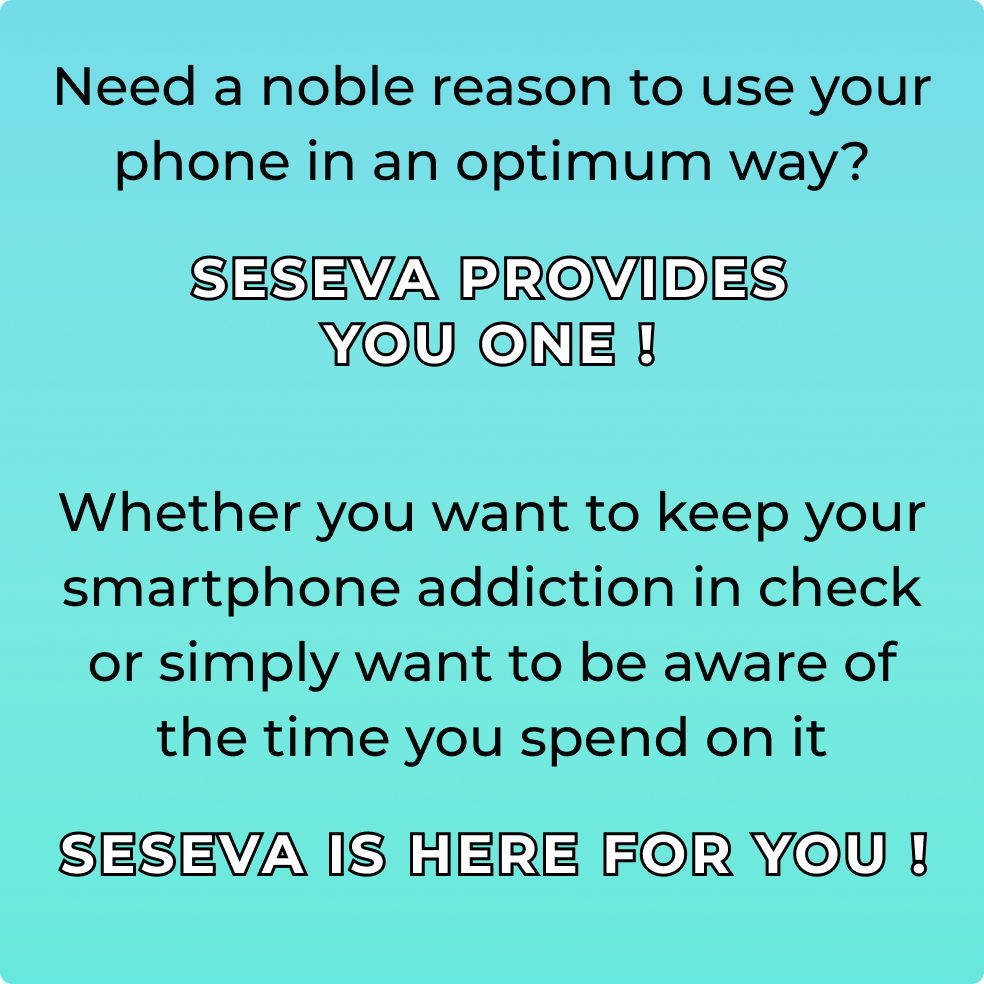 Need a noble reason to use your
phone in an optimum way?
SESEVA PROVIDES
YOU ONE !
Whether you want to keep your
smartphone addiction in check
or simply want to be aware of
the time you spend on it
SESEVA IS HERE FOR YOU !